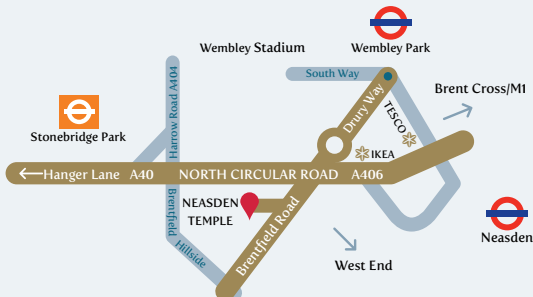 Wembley Stadium
Wembley Park
South Way
Brent Cross/M1
Harrow Road A404
Drury Way
TESCO
Stonebridge Park
IKEA
Hanger Lane A40 NORTH CIRCULAR ROAD A406
Brentfield
NEASDEN
TEMPLE
Brentfield Road
Neasden
Hillside
West End